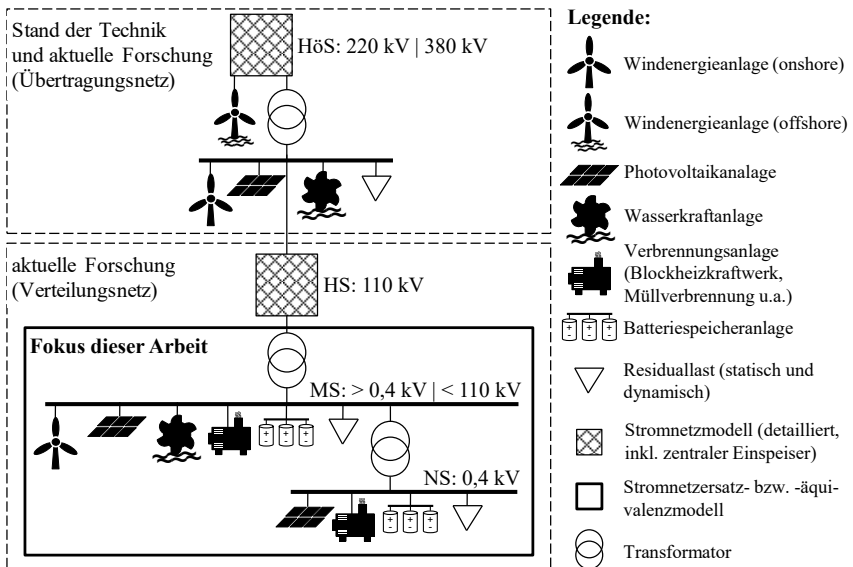 Stand der Technik
und aktuelle Forschung
(Übertragungsnetz)
HöS: 220 kV | 380 kV
aktuelle Forschung
(Verteilungsnetz)
HS: 110 kV
Fokus dieser Arbeit
MS: > 0,4 kV | < 110 kV
NS: 0,4 kV
Legende:
Windenergieanlage (onshore)
Windenergieanlage (offshore)
Photovoltaikanalage
Wasserkraftanlage
Verbrennungsanlage
(Blockheizkraftwerk,
Müllverbrennung u.a.)
Batteriespeicheranlage
Residuallast (statisch und
dynamisch)
Stromnetzmodell (detailliert,
inkl. zentraler Einspeiser)
Stromnetzersatz- bzw. -äqui-
valenzmodell
Transformator